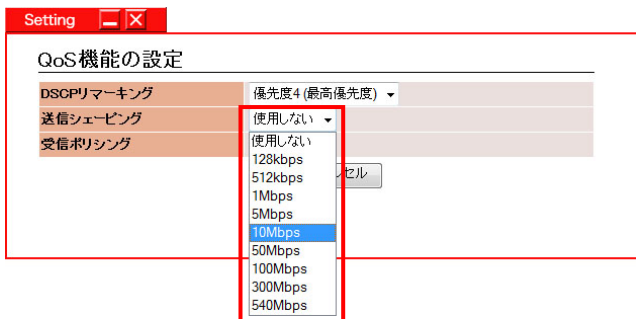 Setting
QoS機能の設定
DSCPリマーキング 優先度4 (最高優先度)
送信シェーピング 使用しない
受信ポリシング 使用しない
128kbps
512kbps
セル
1Mbps
5Mbps
10Mbps
50Mbps
100Mbps
300Mbps
540Mbps